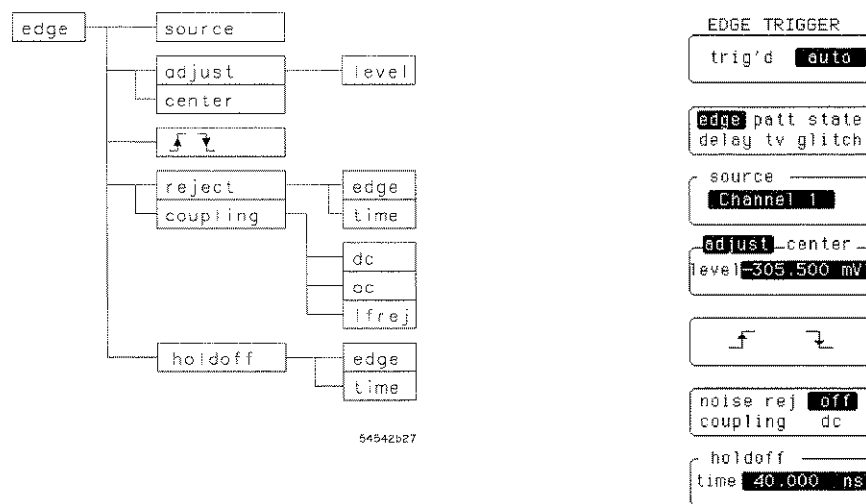 edge
source
adjust
level
center
reject
edge
coupling
time
dc
ac
lfrej
holdoff
edge
time
54542b27
EDGE TRIGGER
trig'd auto
edge patt state
delay tv glitch
source
Channel 1
adjust center
level -305.500 mV
noise rej off
coupling dc
holdoff
time 40.000 ns